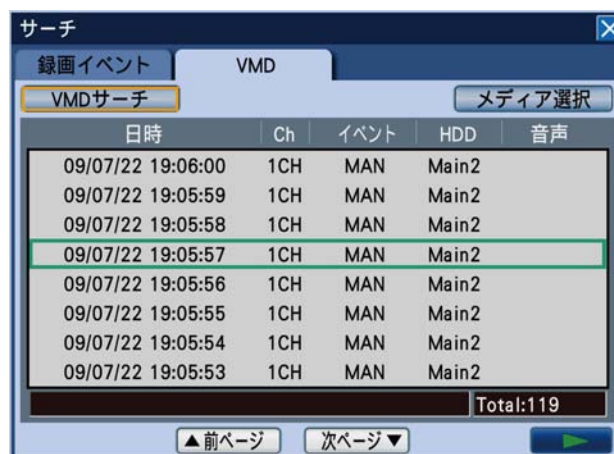 サーチ
録画イベント VMD
VMDサーチ メディア選択
日時 Ch イベント HDD 音声
09/07/22 19:06:00 1CH MAN Main2
09/07/22 19:05:59 1CH MAN Main2
09/07/22 19:05:58 1CH MAN Main2
09/07/22 19:05:57 1CH MAN Main2
09/07/22 19:05:56 1CH MAN Main2
09/07/22 19:05:55 1CH MAN Main2
09/07/22 19:05:54 1CH MAN Main2
09/07/22 19:05:53 1CH MAN Main2
Total:119
▲前ページ 次ページ▼